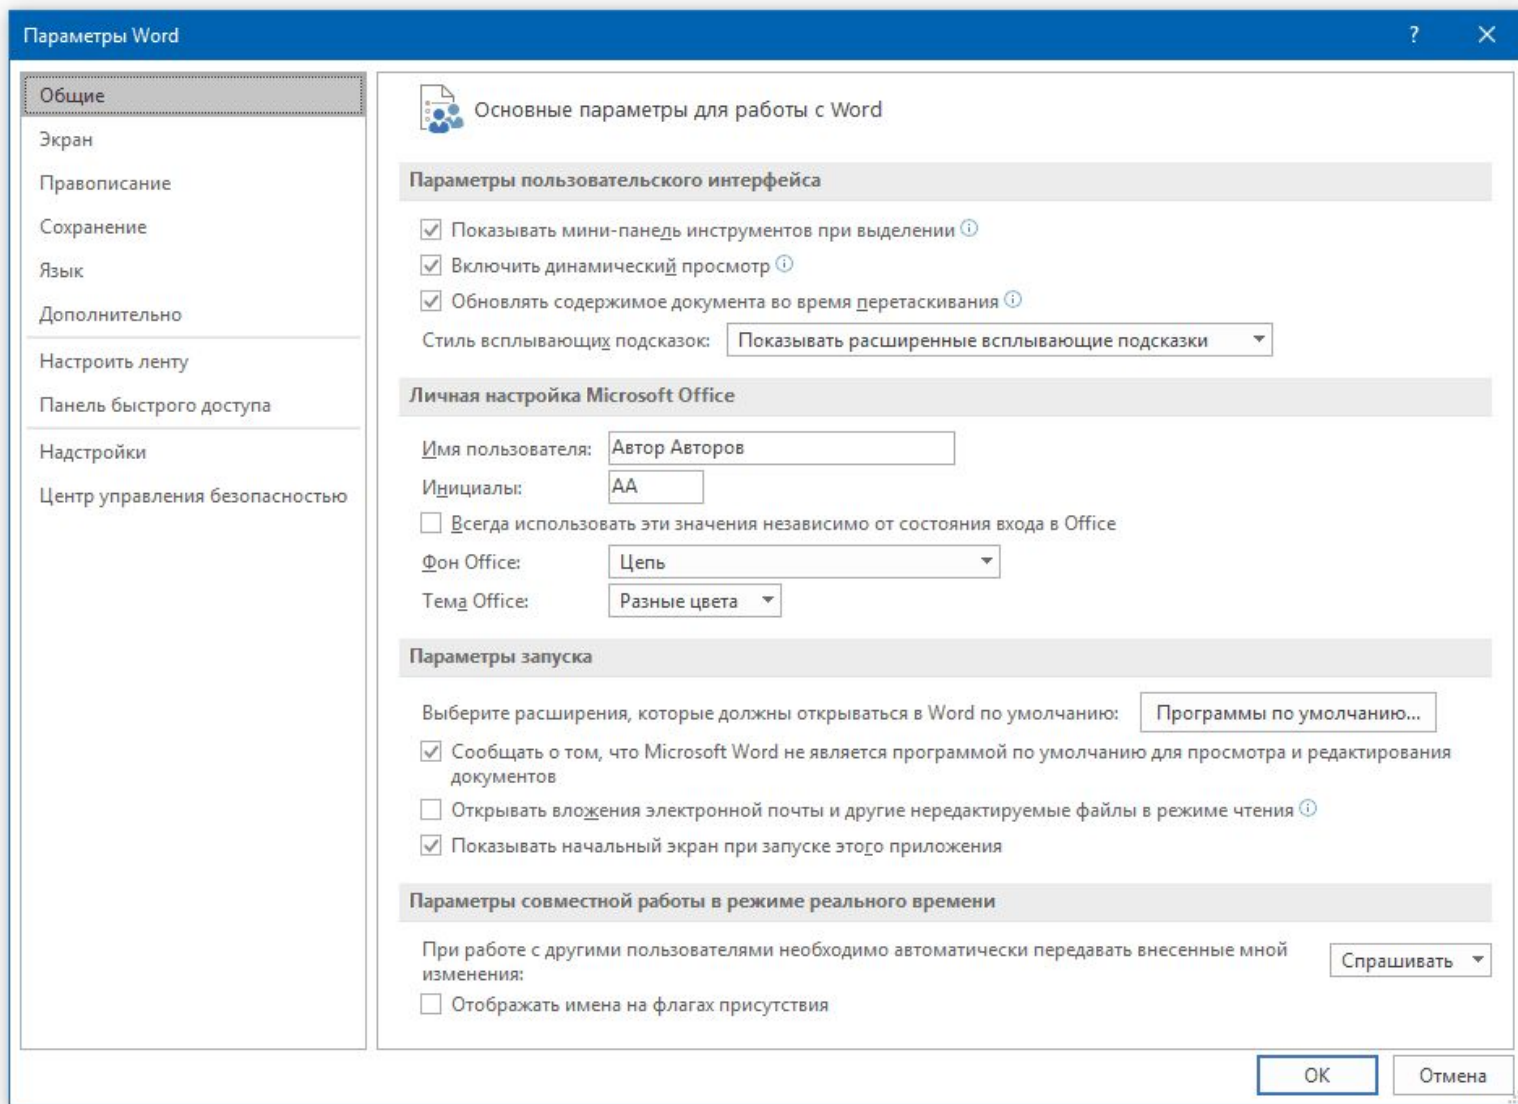 Параметры Word
?
Общие
Экран
Правописание
Сохранение
Язык
Дополнительно
Настроить ленту
Панель быстрого доступа
Надстройки
Центр управления безопасностью
Основные параметры для работы с Word
Параметры пользовательского интерфейса
Показывать мини-панель инструментов при выделении
Включить динамический просмотр
Обновлять содержимое документа во время перетаскивания
Стиль всплывающих подсказок: Показывать расширенные всплывающие подсказки
Личная настройка Microsoft Office
Имя пользователя: Автор Авторов
Инициалы: АА
Всегда использовать эти значения независимо от состояния входа в Office
Фон Office: Цепь
Тема Office: Разные цвета
Параметры запуска
Выберите расширения, которые должны открываться в Word по умолчанию: Программы по умолчанию...
Сообщать о том, что Microsoft Word не является программой по умолчанию для просмотра и редактирования
документов
Открывать вложения электронной почты и другие нередактируемые файлы в режиме чтения
Показывать начальный экран при запуске этого приложения
Параметры совместной работы в режиме реального времени
При работе с другими пользователями необходимо автоматически передавать внесенные мной
изменения: Спрашивать
Отображать имена на флагах присутствия
ОК Отмена